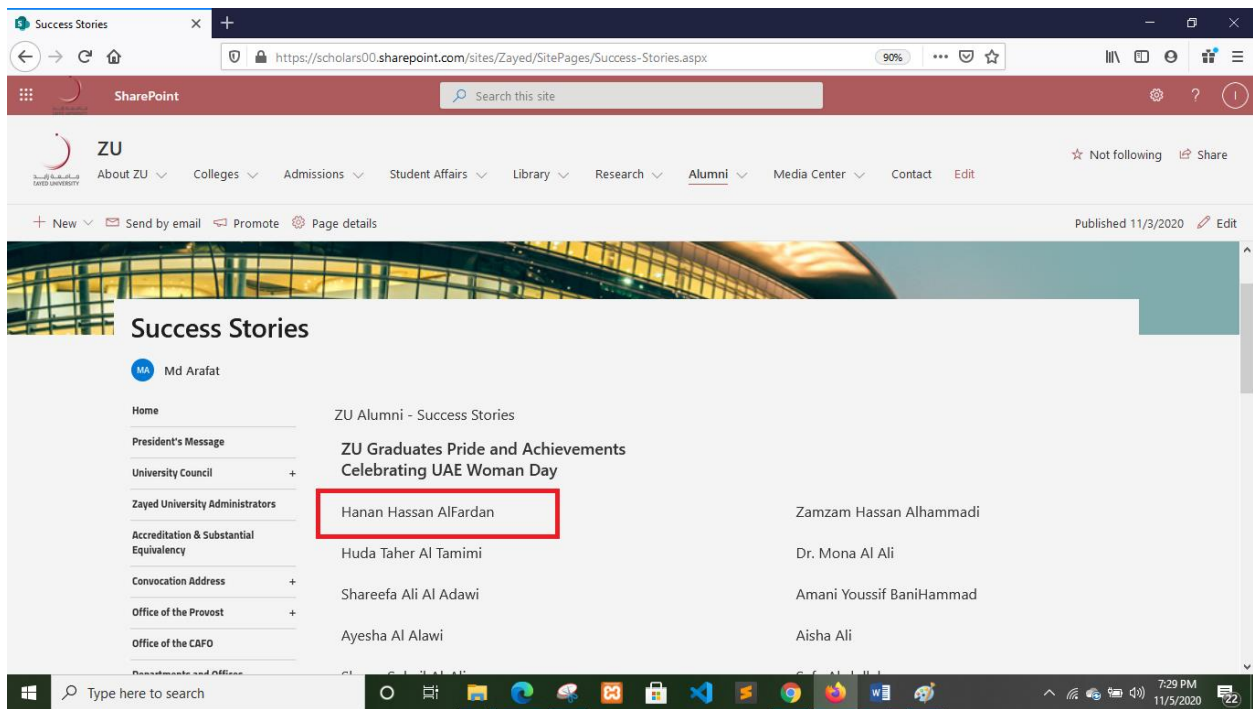 Success Stories
https://scholars00.sharepoint.com/sites/Zayed/SitePages/Success-Stories.aspx
90%
SharePoint
Search this site
ZU
Not following
Share
About ZU
Colleges
Admissions
Student Affairs
Library
Research
Alumni
Media Center
Contact
Edit
New
Send by email
Promote
Page details
Published 11/3/2020
Edit
Success Stories
MA
Md Arafat
Home
President's Message
University Council +
Zayed University Administrators
Accreditation & Substantial
Equivalency
Convocation Address +
Office of the Provost +
Office of the CAFO
ZU Alumni - Success Stories
ZU Graduates Pride and Achievements
Celebrating UAE Woman Day
Hanan Hassan AlFardan
Zamzam Hassan Alhammadi
Huda Taher Al Tamimi
Dr. Mona Al Ali
Shareefa Ali Al Adawi
Amani Youssif BaniHammad
Ayesha Al Alawi
Aisha Ali
Type here to search
7:29 PM
11/5/2020
22